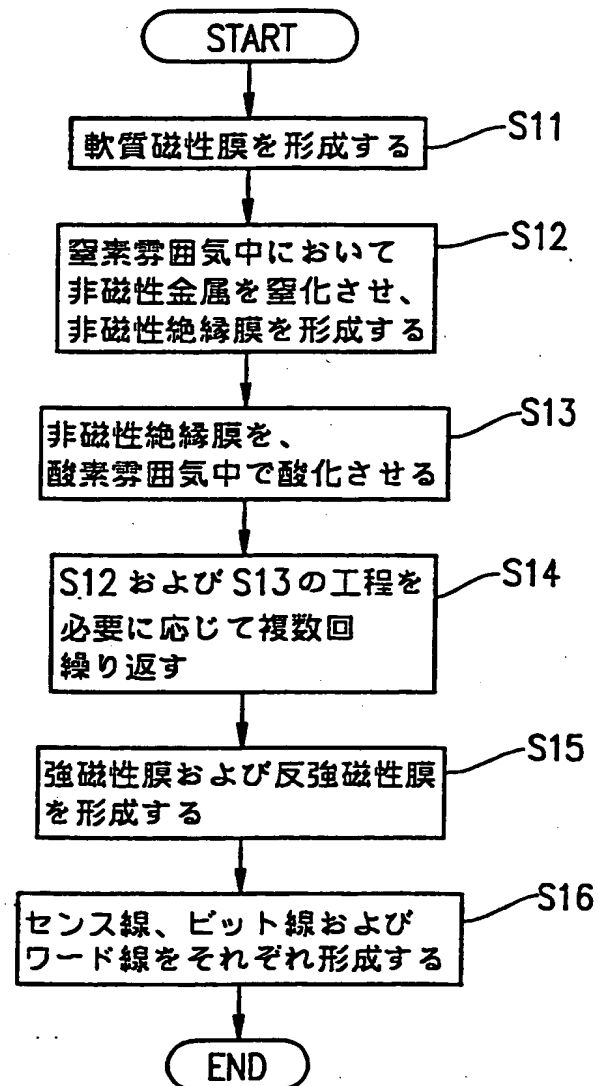 START
軟質磁性膜を形成する
S11
窒素雰囲気中において
非磁性金属を窒化させ、
非磁性絶縁膜を形成する
S12
非磁性絶縁膜を、
酸素雰囲気中で酸化させる
S13
S12およびS13の工程を
必要に応じて複数回
繰り返す
S14
強磁性膜および反強磁性膜
を形成する
S15
センス線、ビット線および
ワード線をそれぞれ形成する
S16
END